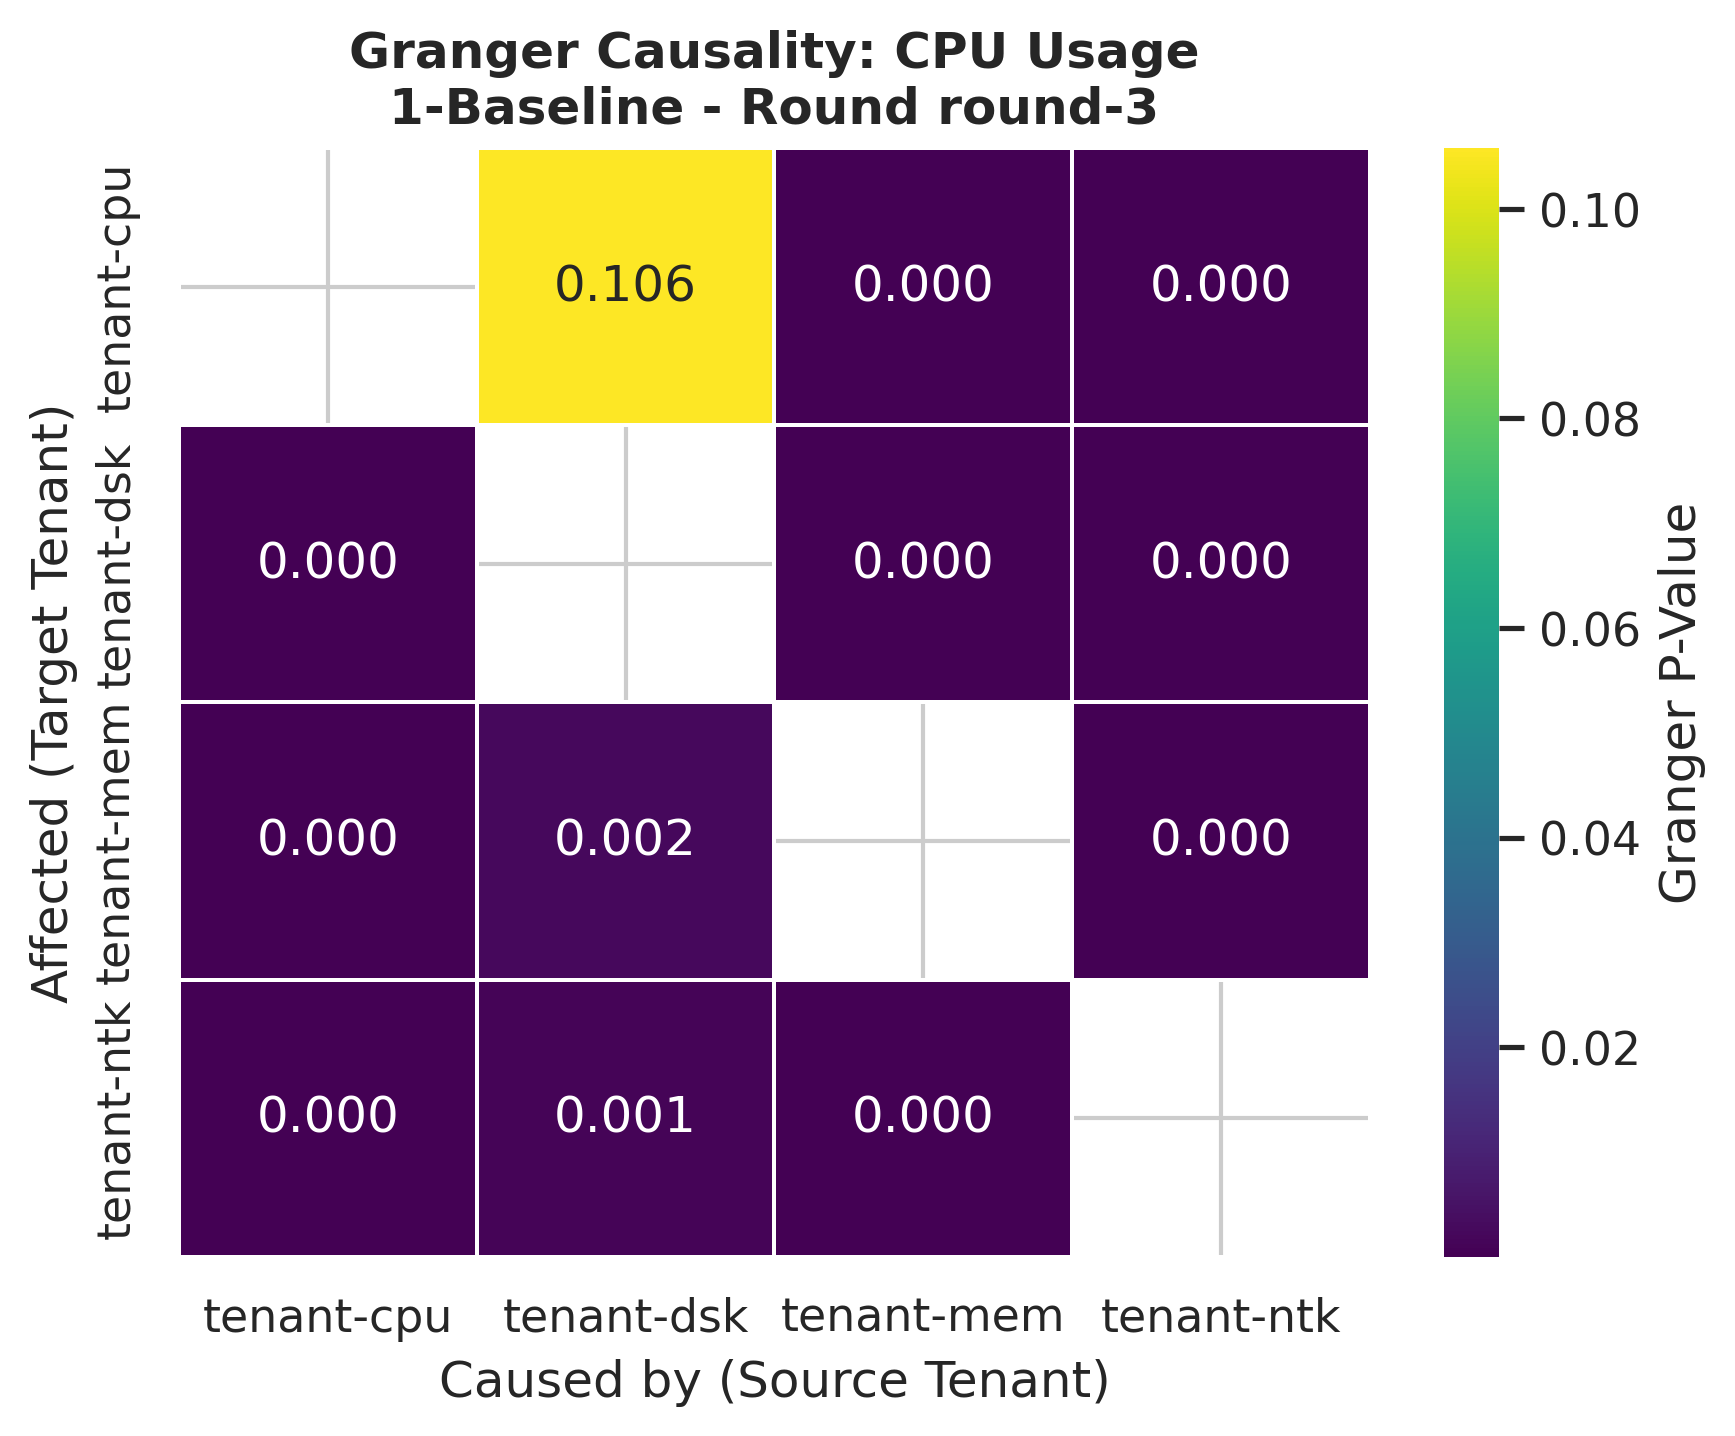 Granger Causality: CPU Usage
1-Baseline - Round round-3
Affected (Target Tenant)
tenant-cpu
0.106
0.000
0.000
tenant-dsk
0.000
0.000
0.000
tenant-mem
0.000
0.002
0.000
tenant-ntk
0.000
0.001
0.000
tenant-cpu
tenant-dsk
tenant-mem
tenant-ntk
Caused by (Source Tenant)
0.10
0.08
0.06
0.04
0.02
Granger P-Value